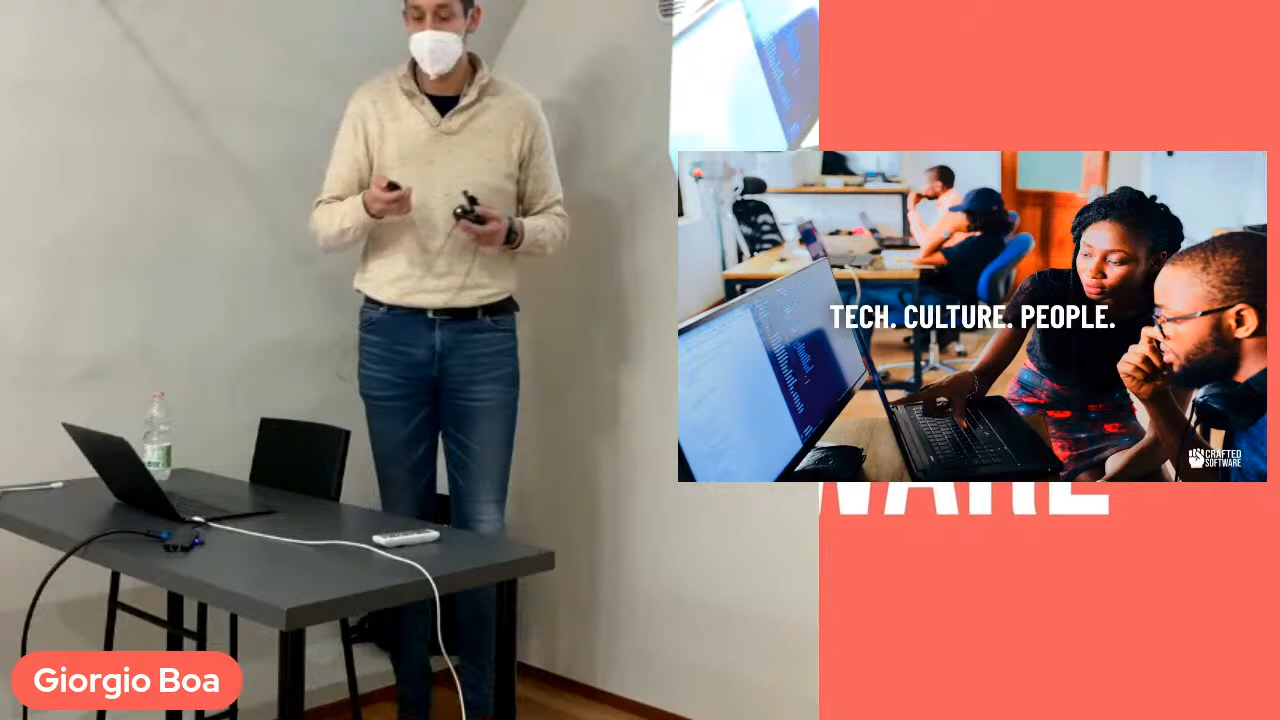 TECH. CULTURE. PEOPLE.
CRAFTED
SOFTWARE
WARE
Giorgio Boa